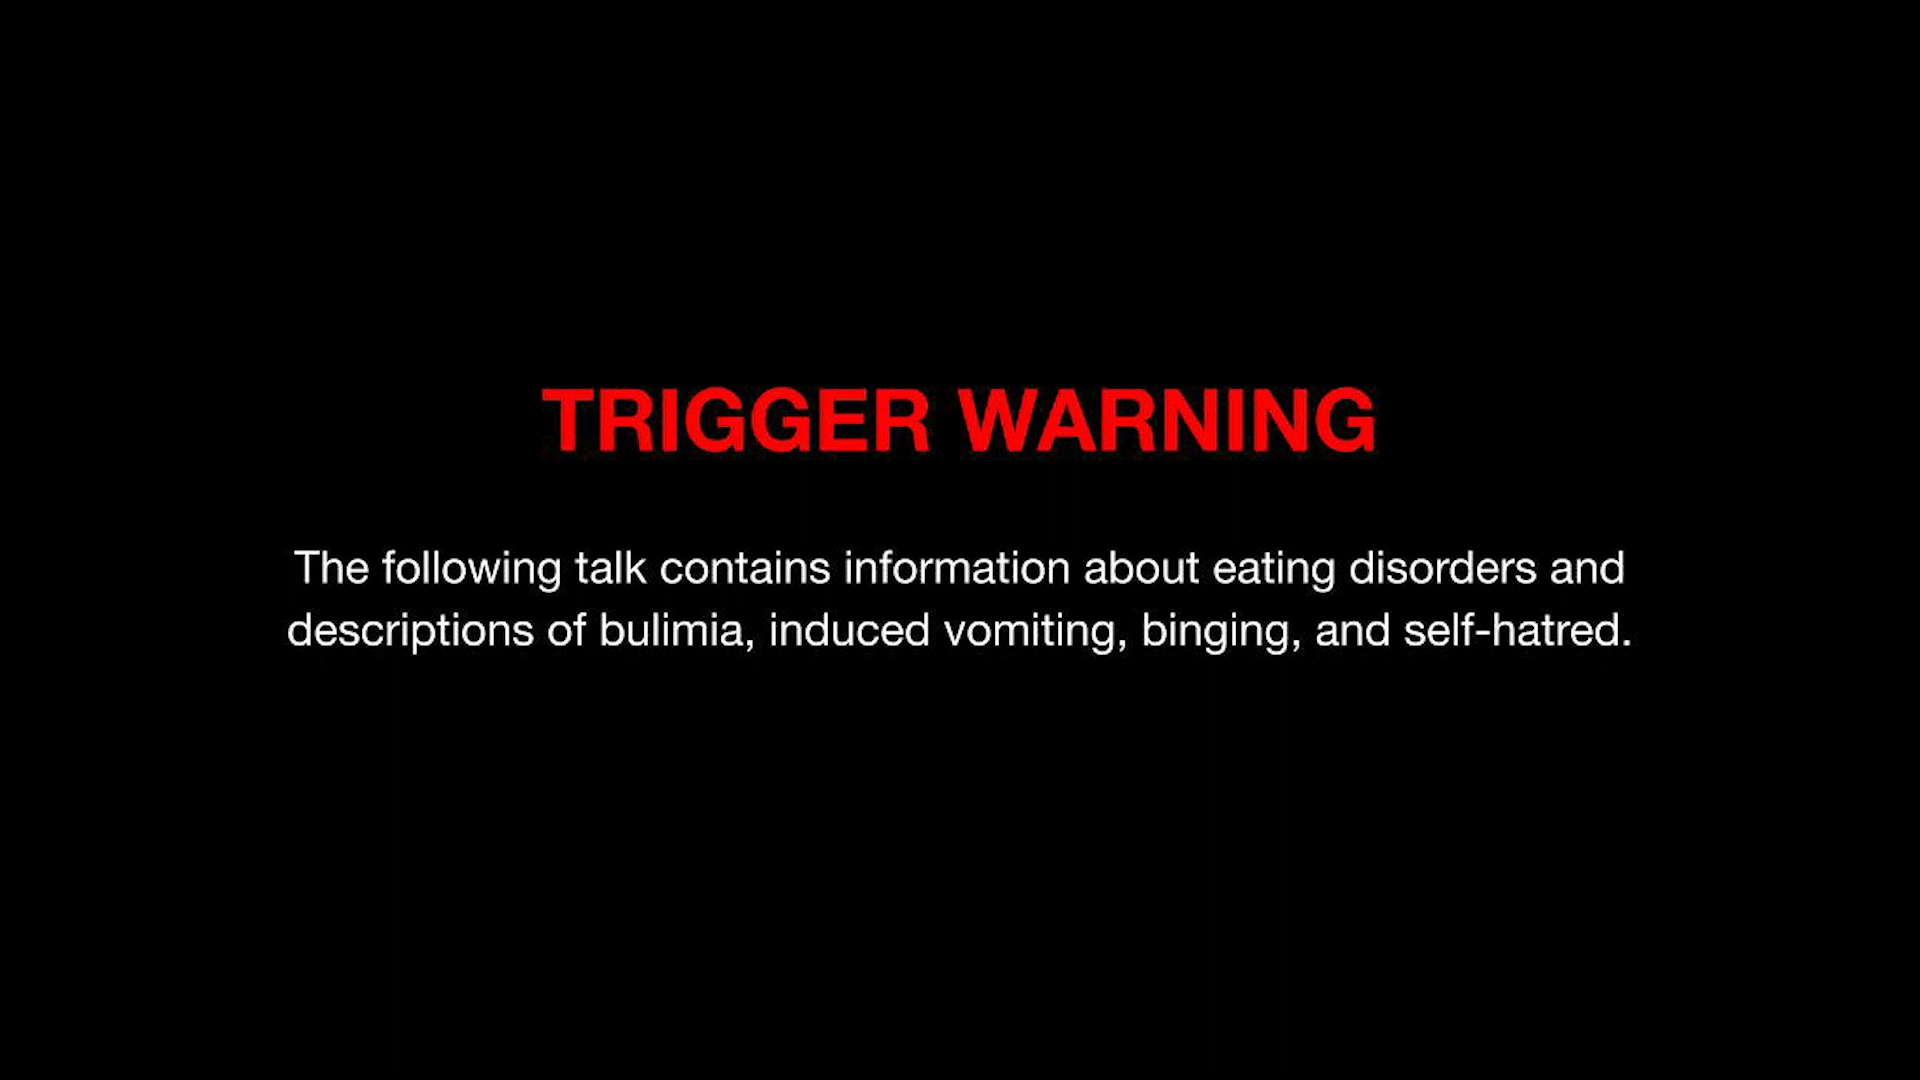 TRIGGER WARNING
The following talk contains information about eating disorders and
descriptions of bulimia, induced vomiting, binging, and self-hatred.